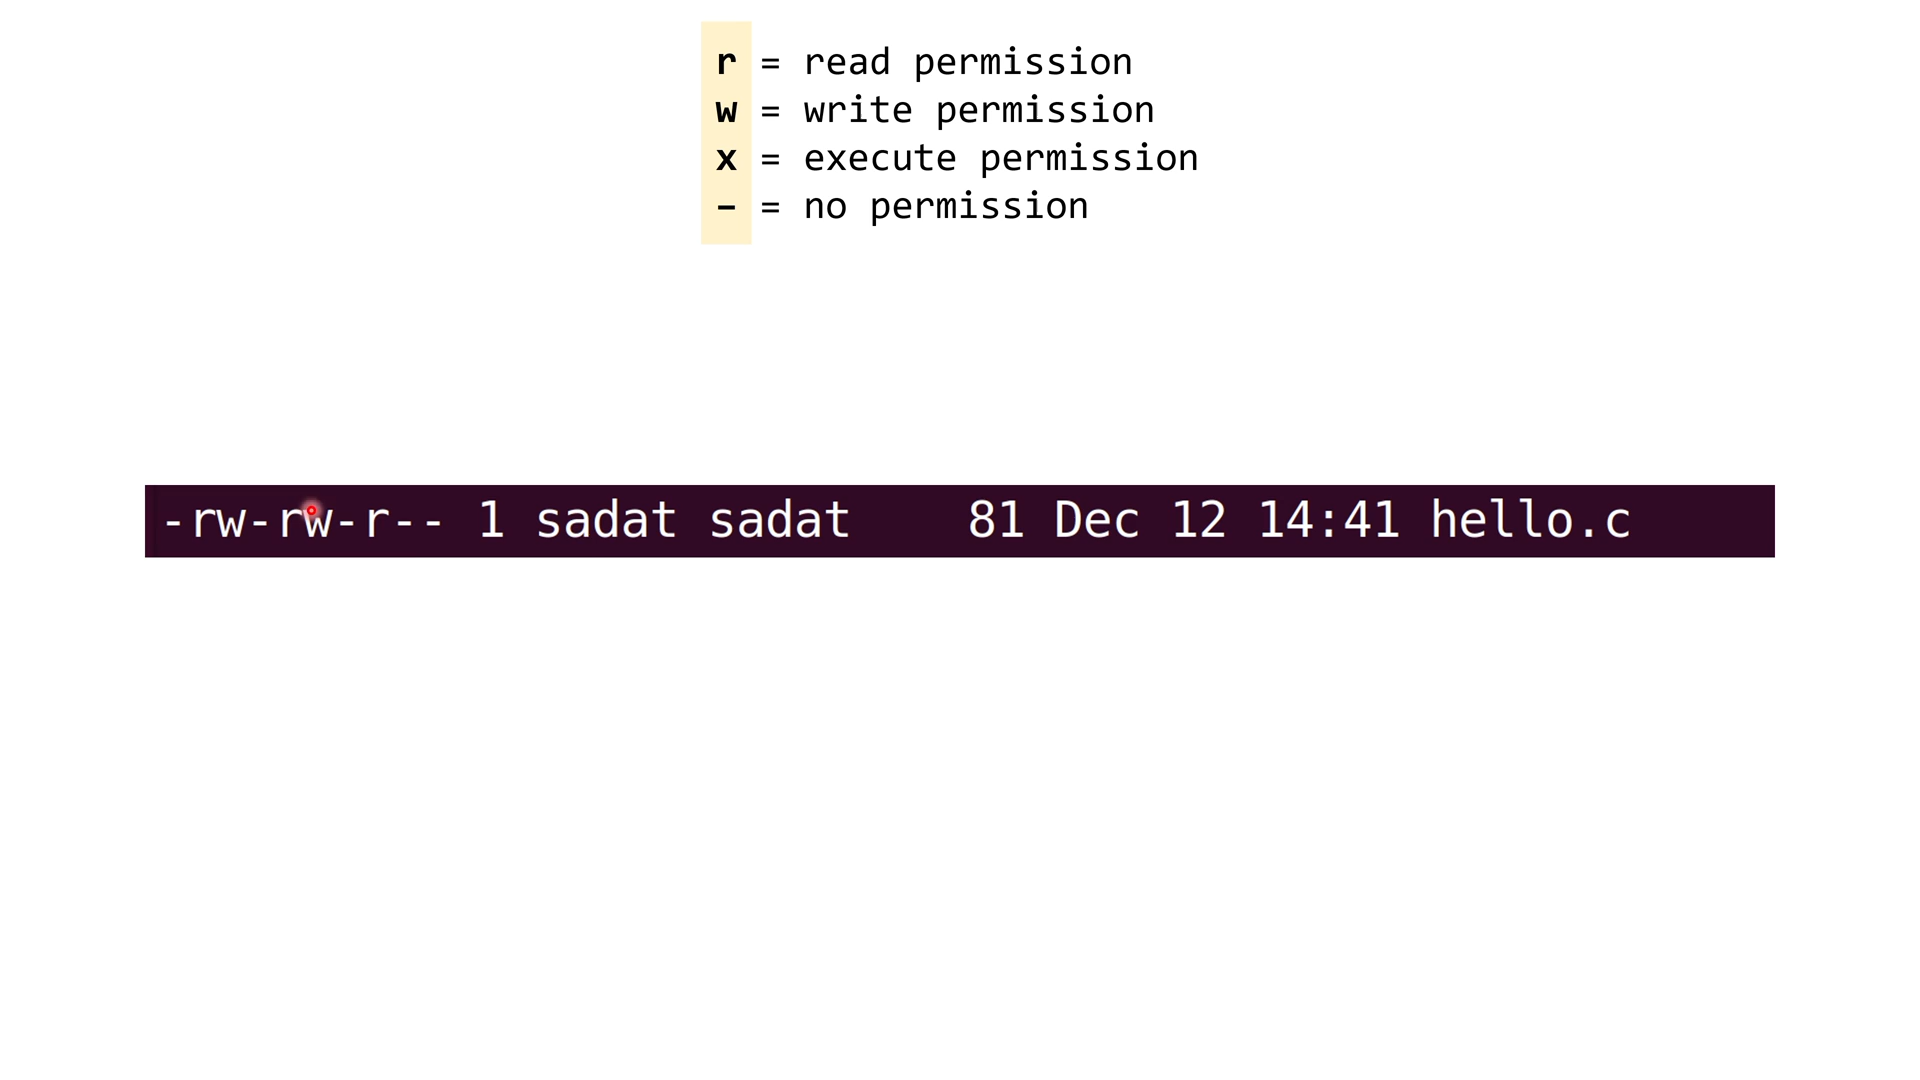 r = read permission
w = write permission
x = execute permission
- = no permission
-rw-rw-r-- 1 sadat sadat    81 Dec 12 14:41 hello.c